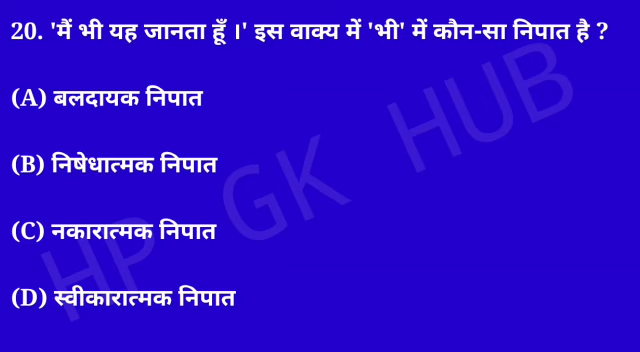 20. 'मैं भी यह जानता हूँ ।' इस वाक्य में 'भी' में कौन-सा निपात है ?
(A) बलदायक निपात
(B) निषेधात्मक निपात
(C) नकारात्मक निपात
(D) स्वीकारात्मक निपात
HP GK HUB